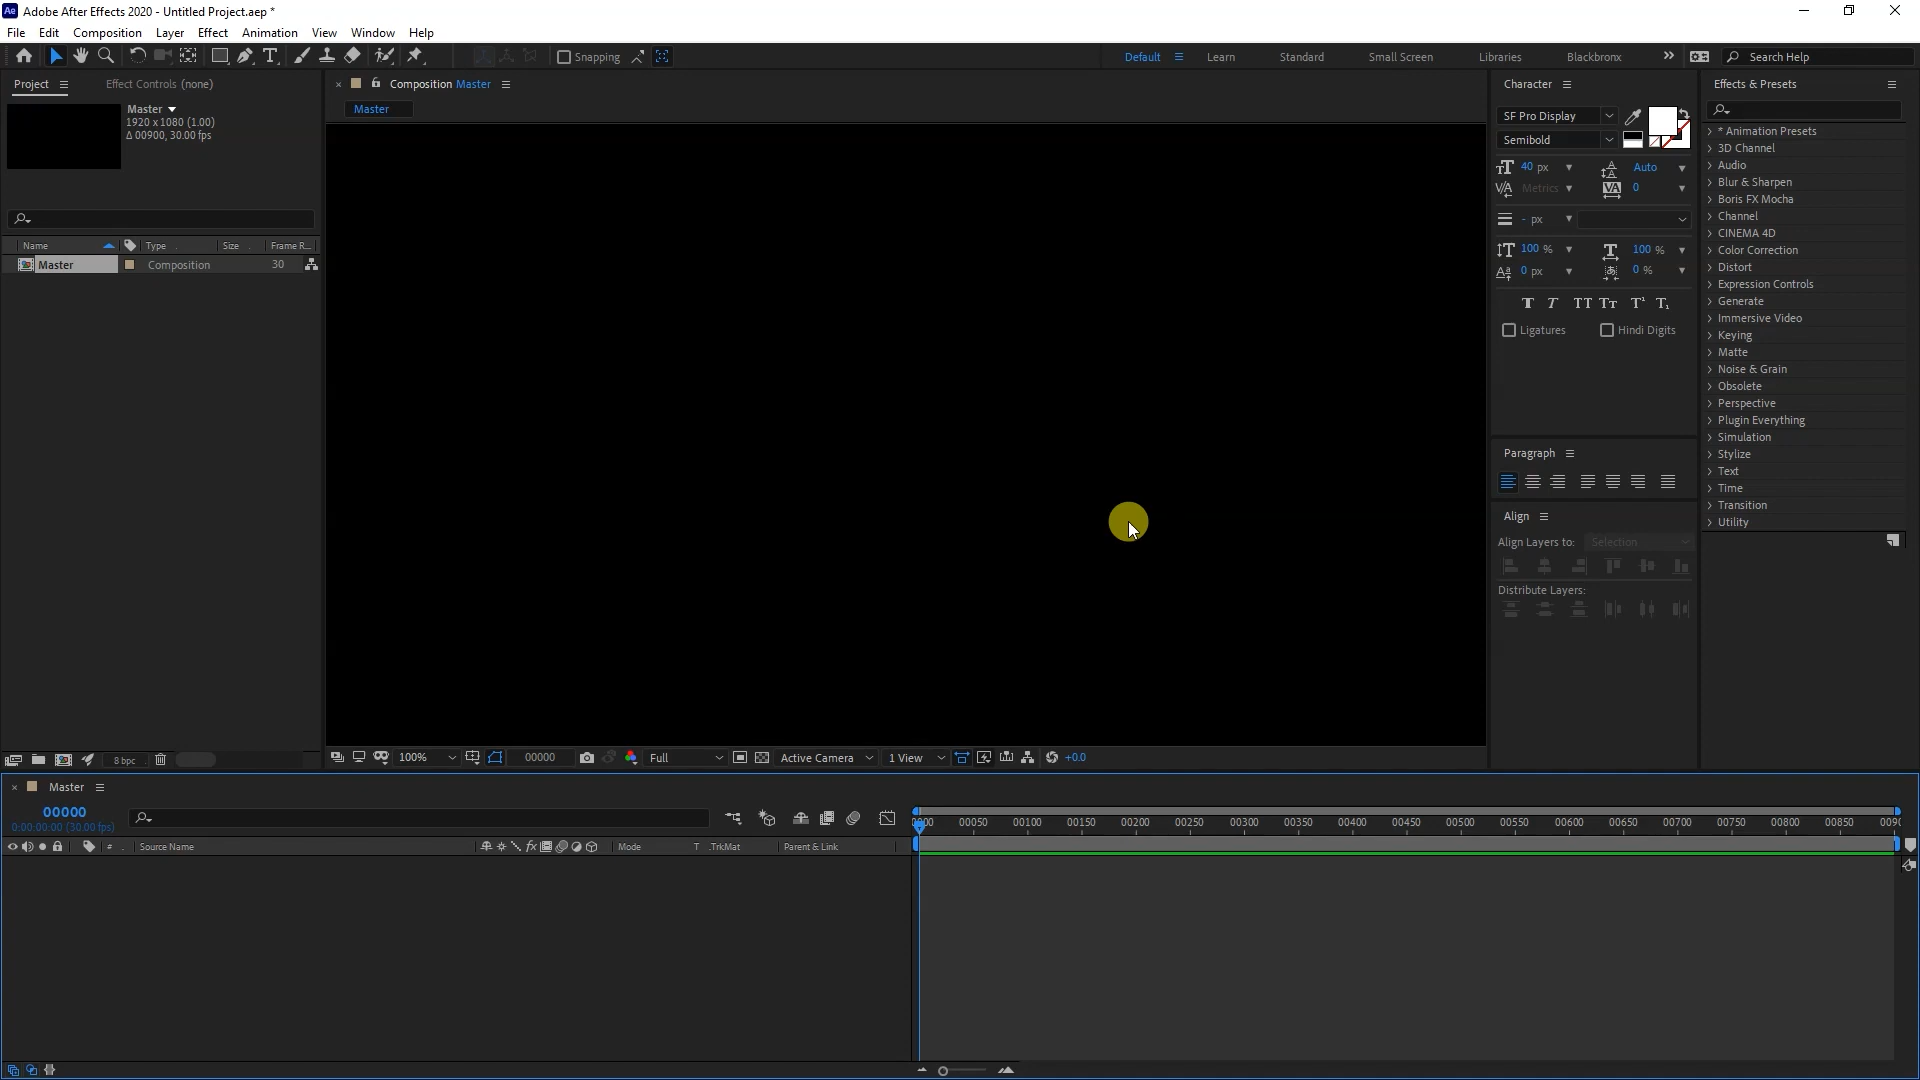 Adobe After Effects 2020 - Untitled Project.aep *
File Edit Composition Layer Effect Animation View Window Help
Snapping
Default Learn Standard Small Screen Libraries Blackbronx Search Help
Project
Effect Controls (none)
Composition Master
Master
Master
1920 x 1080 (1.00)
Δ 00900, 30.00 fps
Name Type Size Frame R...
Master Composition 30
8 bpc
100% 00000 Full Active Camera 1 View +0.0
Character
SF Pro Display
Semibold
40 px Auto
Metrics 0
- px
100 % 100 %
0 px 0 %
T T TT Tt T¹ T₁
Ligatures Hindi Digits
Paragraph
Align
Align Layers to: Selection
Distribute Layers:
Effects & Presets
* Animation Presets
3D Channel
Audio
Blur & Sharpen
Boris FX Mocha
Channel
CINEMA 4D
Color Correction
Distort
Expression Controls
Generate
Immersive Video
Keying
Matte
Noise & Grain
Obsolete
Perspective
Plugin Everything
Simulation
Stylize
Text
Time
Transition
Utility
Master
00000
0:00:00:00 (30.00 fps)
# Source Name fx Mode T .TrkMat Parent & Link
00050 00100 00150 00200 00250 00300 00350 00400 00450 00500 00550 00600 00650 00700 00750 00800 00850